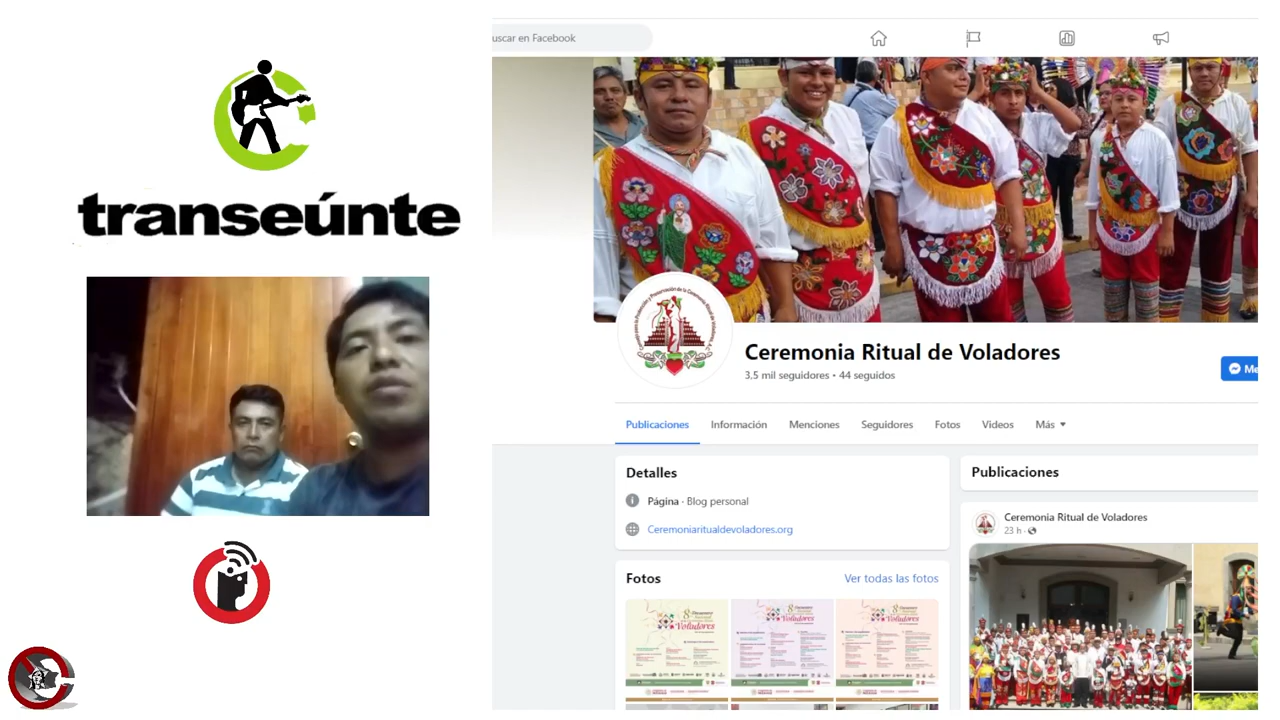 transeúnte
uscar en Facebook
Ceremonia Ritual de Voladores
3,5 mil seguidores • 44 seguidos
Me
Publicaciones
Información
Menciones
Seguidores
Fotos
Videos
Más
Detalles
Página · Blog personal
Ceremoniaritualdevoladores.org
Fotos
Ver todas las fotos
8º Encuentro
Voladores
Voladores
Voladores
Publicaciones
Ceremonia Ritual de Voladores
23 h ·